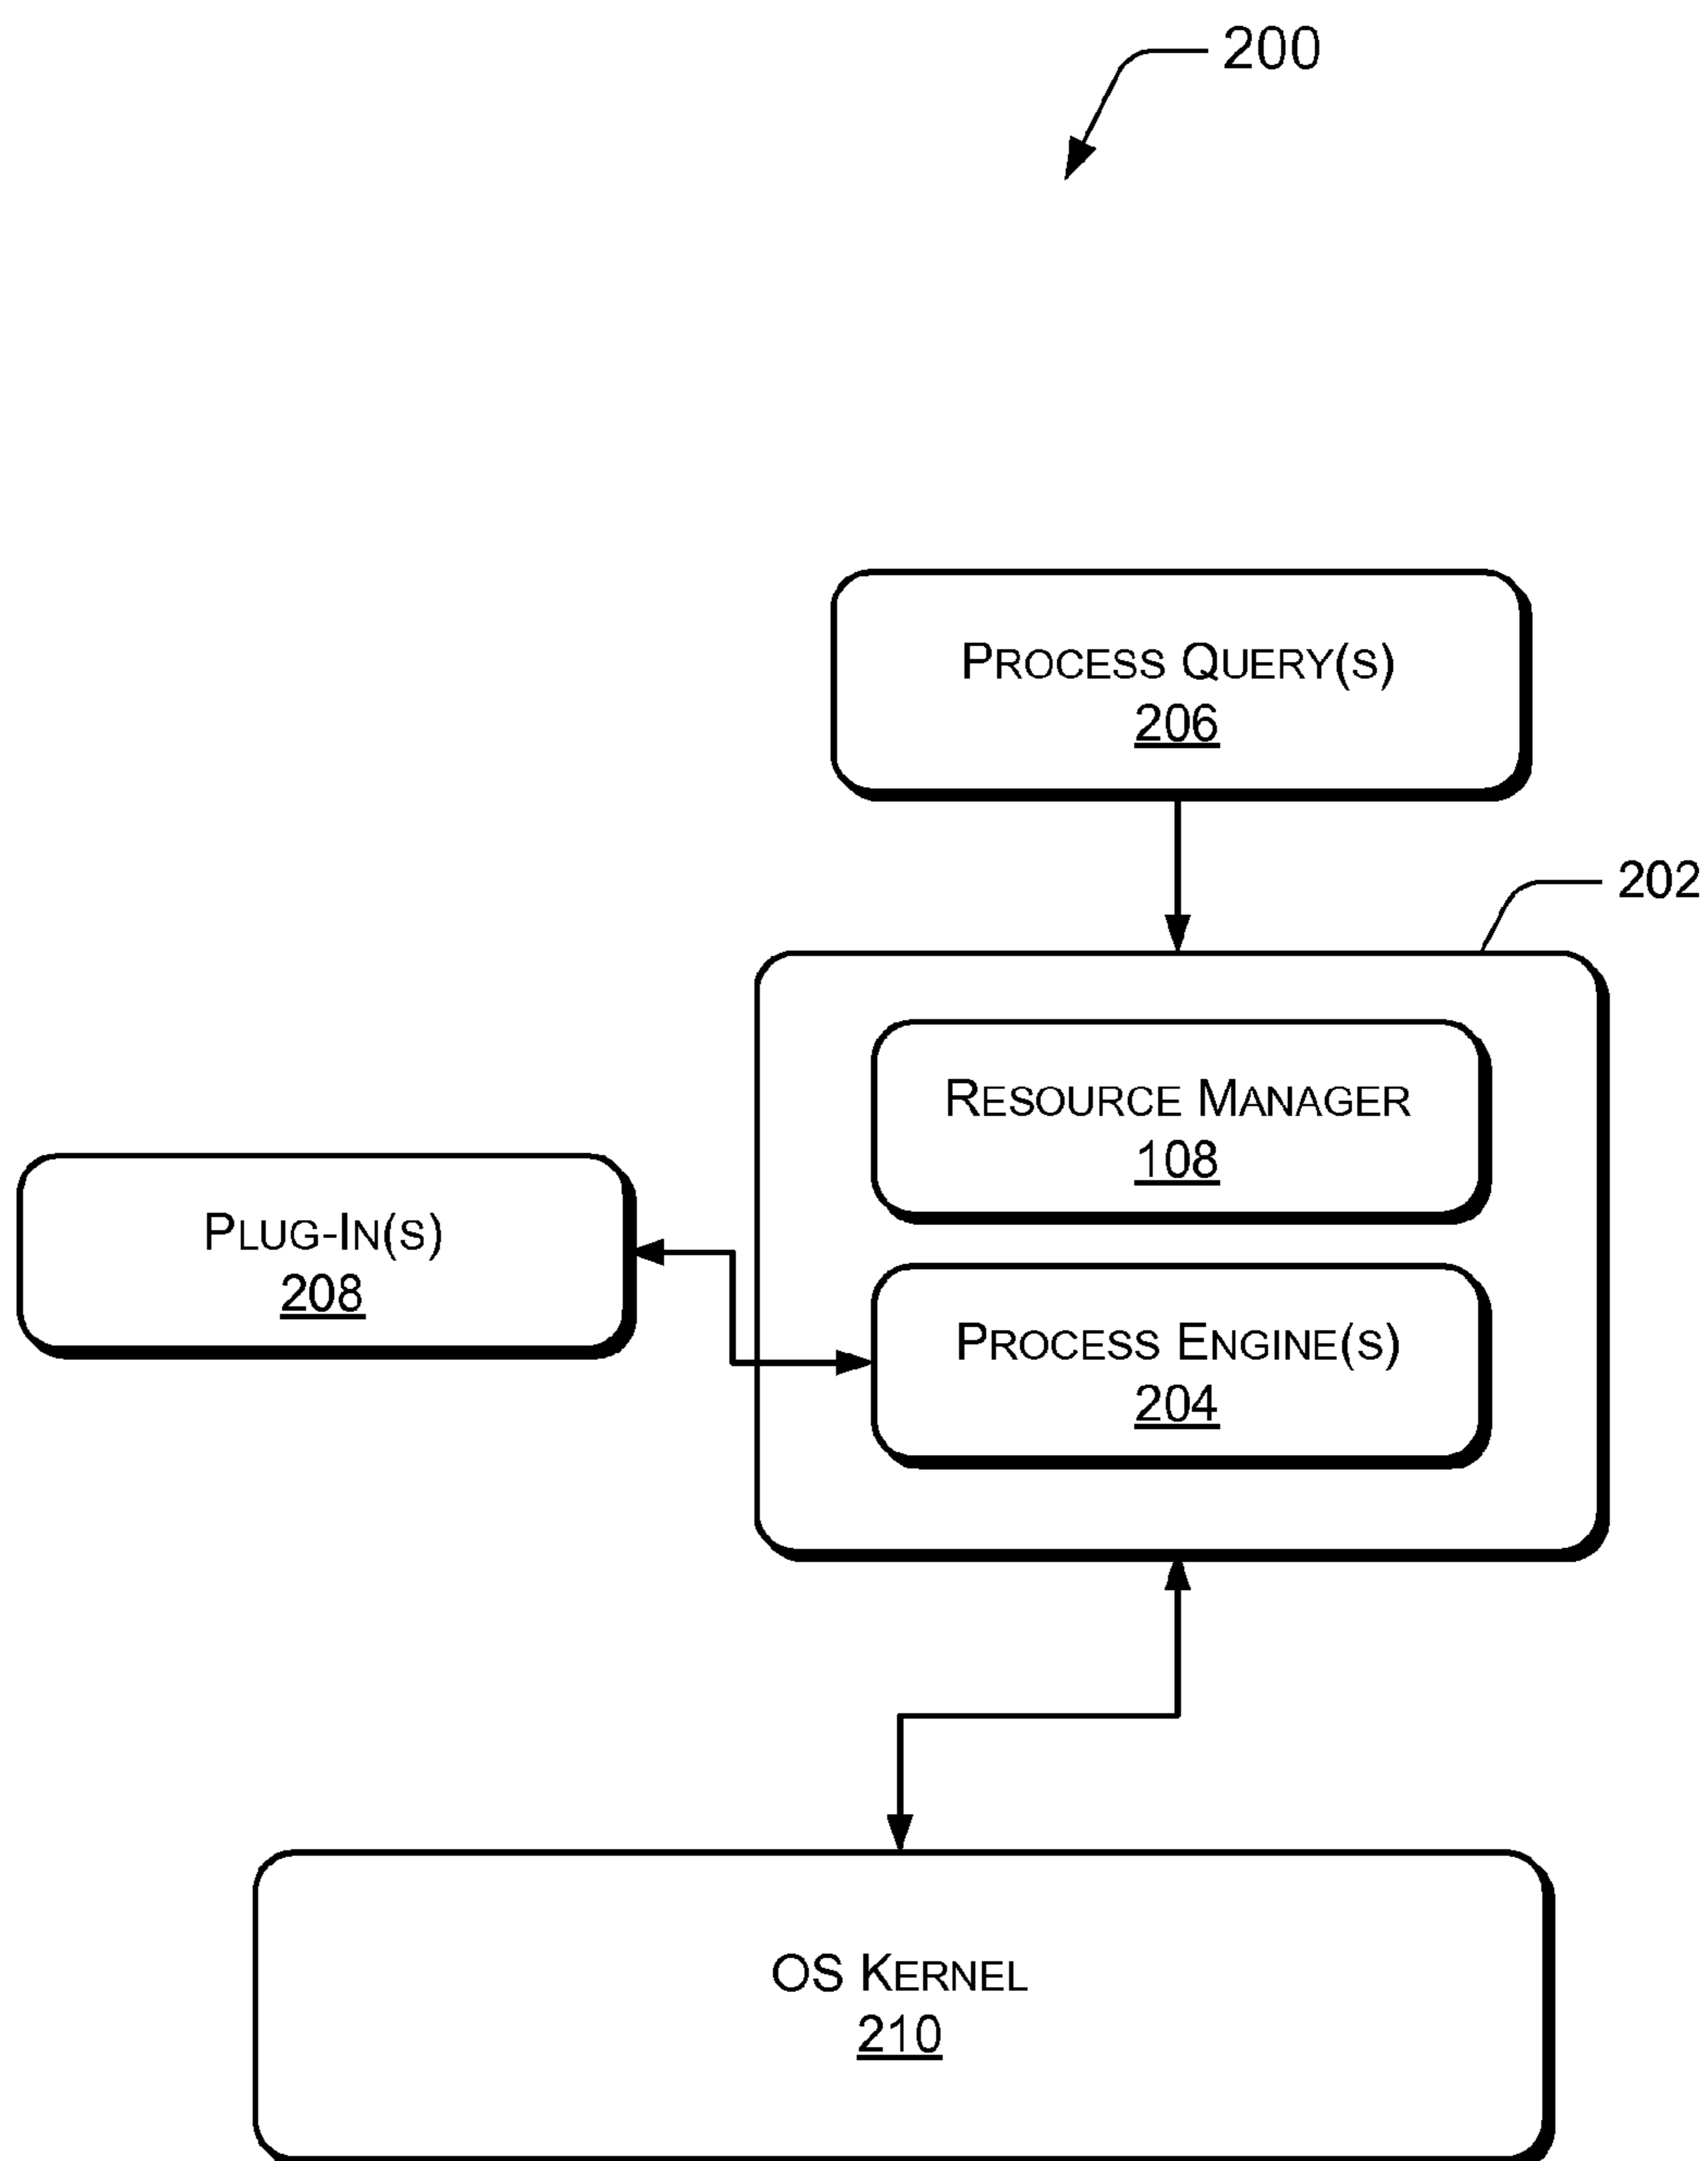 200
PROCESS QUERY(S)
206
202
RESOURCE MANAGER
108
PLUG-IN(S)
208
PROCESS ENGINE(S)
204
OS KERNEL
210